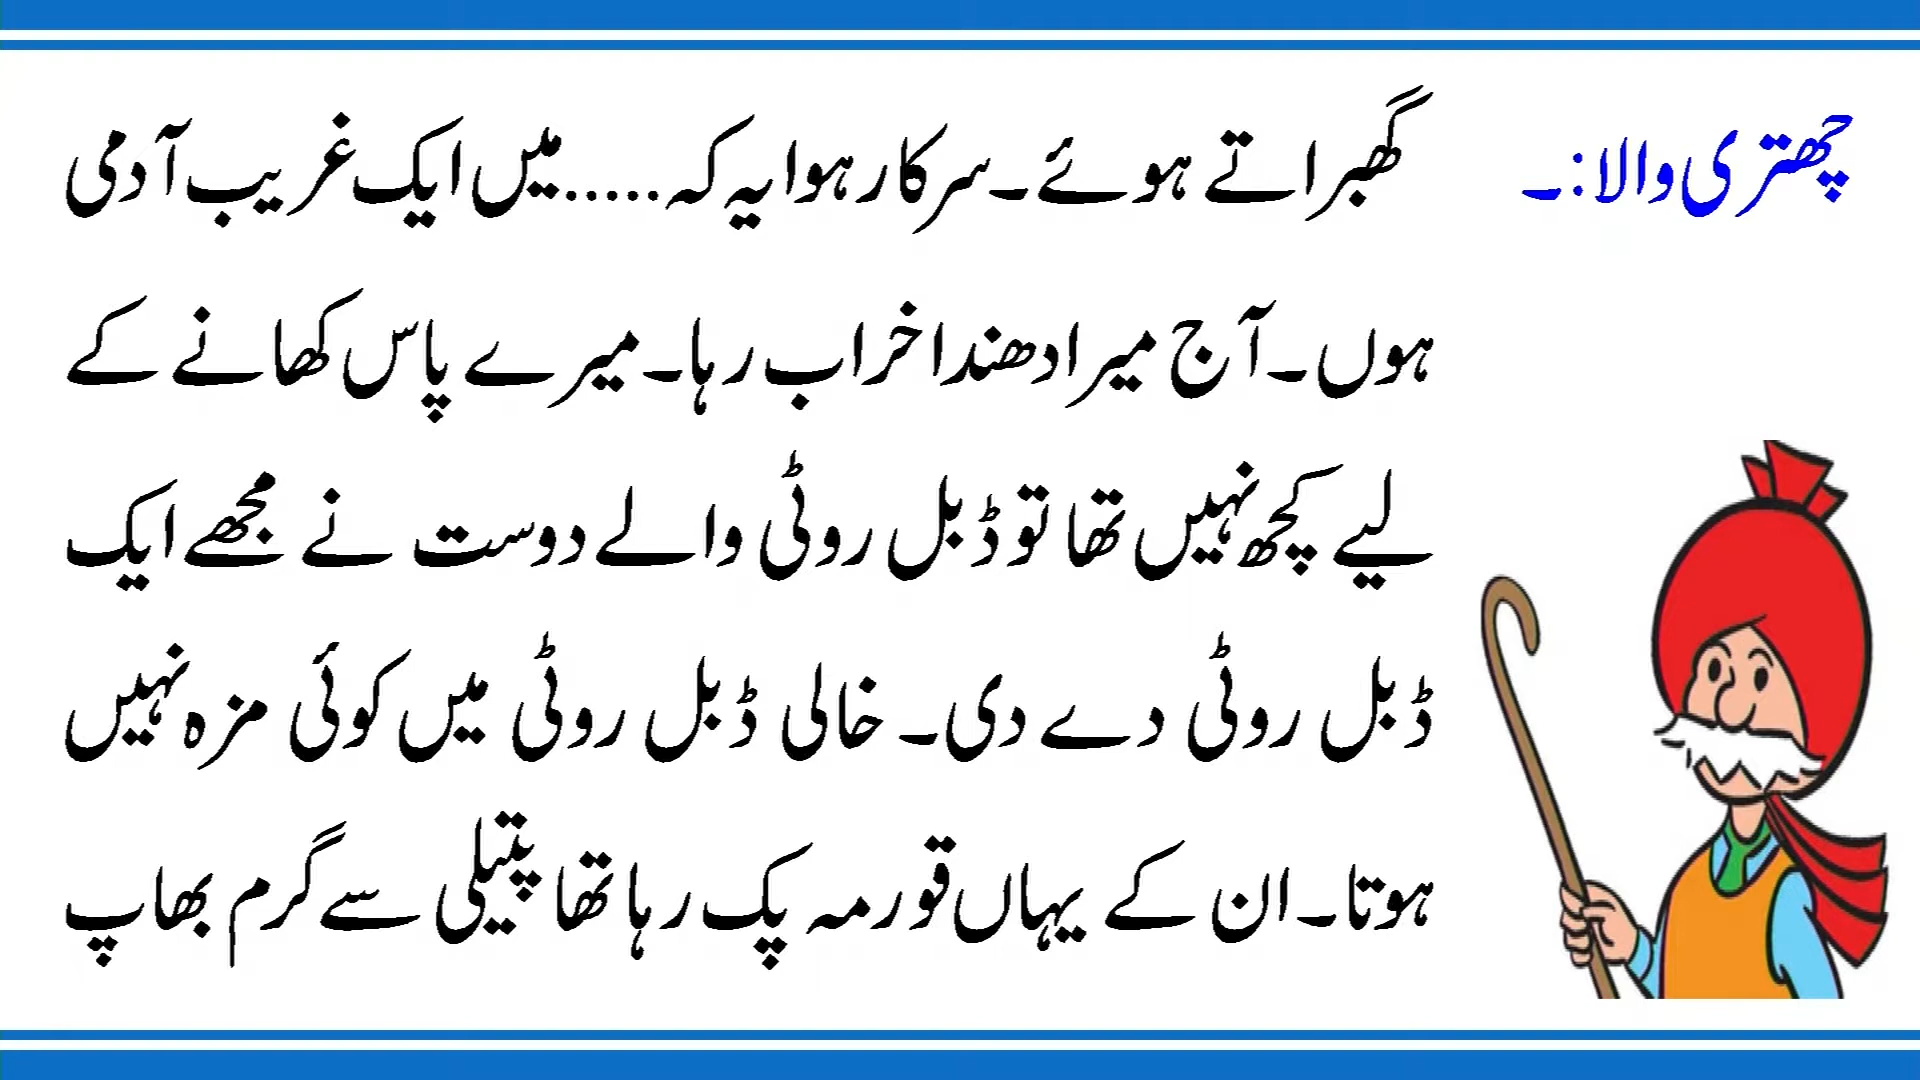 چھتری والا:۔ گھبراتے ہوئے۔ سرکار ہوا یہ کہ.....میں ایک غریب آدمی
ہوں۔ آج میرا دھندا خراب رہا۔ میرے پاس کھانے کے
لیے کچھ نہیں تھا تو ڈبل روٹی والے دوست نے مجھے ایک
ڈبل روٹی دے دی۔ خالی ڈبل روٹی میں کوئی مزہ نہیں
ہوتا۔ ان کے یہاں قورمہ پک رہا تھا پتیلی سے گرم بھاپ